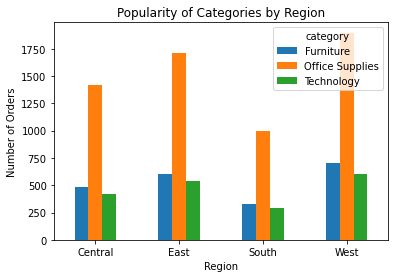 Popularity of Categories by Region
category
Furniture
Office Supplies
Technology
Number of Orders
1750
1500
1250
1000
750
500
250
0
Central East South West
Region